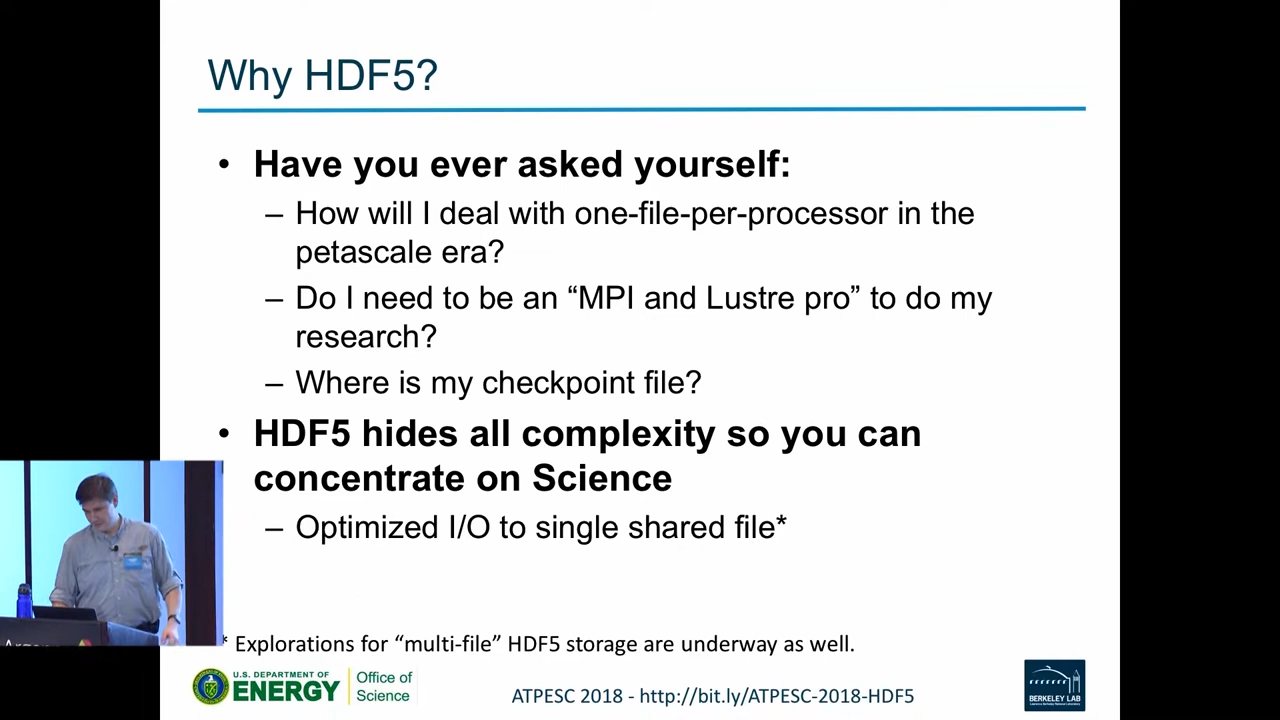 Why HDF5?
• Have you ever asked yourself:
– How will I deal with one-file-per-processor in the
petascale era?
– Do I need to be an “MPI and Lustre pro” to do my
research?
– Where is my checkpoint file?
• HDF5 hides all complexity so you can
concentrate on Science
– Optimized I/O to single shared file*
* Explorations for “multi-file” HDF5 storage are underway as well.
U.S. DEPARTMENT OF
ENERGY
Office of
Science
ATPESC 2018 - http://bit.ly/ATPESC-2018-HDF5
BERKELEY LAB